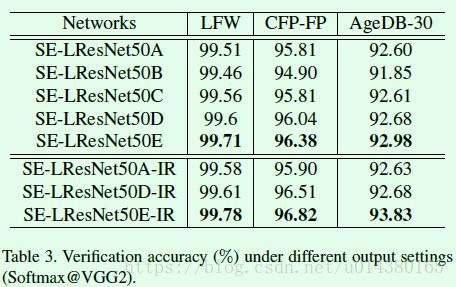 Networks LFW CFP-FP AgeDB-30
SE-LResNet50A 99.51 95.81 92.60
SE-LResNet50B 99.46 94.90 91.85
SE-LResNet50C 99.56 95.81 92.61
SE-LResNet50D 99.6 96.04 92.68
SE-LResNet50E 99.71 96.38 92.98
SE-LResNet50A-IR 99.58 95.90 92.63
SE-LResNet50D-IR 99.61 96.51 92.68
SE-LResNet50E-IR 99.78 96.82 93.83
Table 3. Verification accuracy (%) under different output settings
(Softmax@VGG2).
https://blog.csdn.net/u014380165